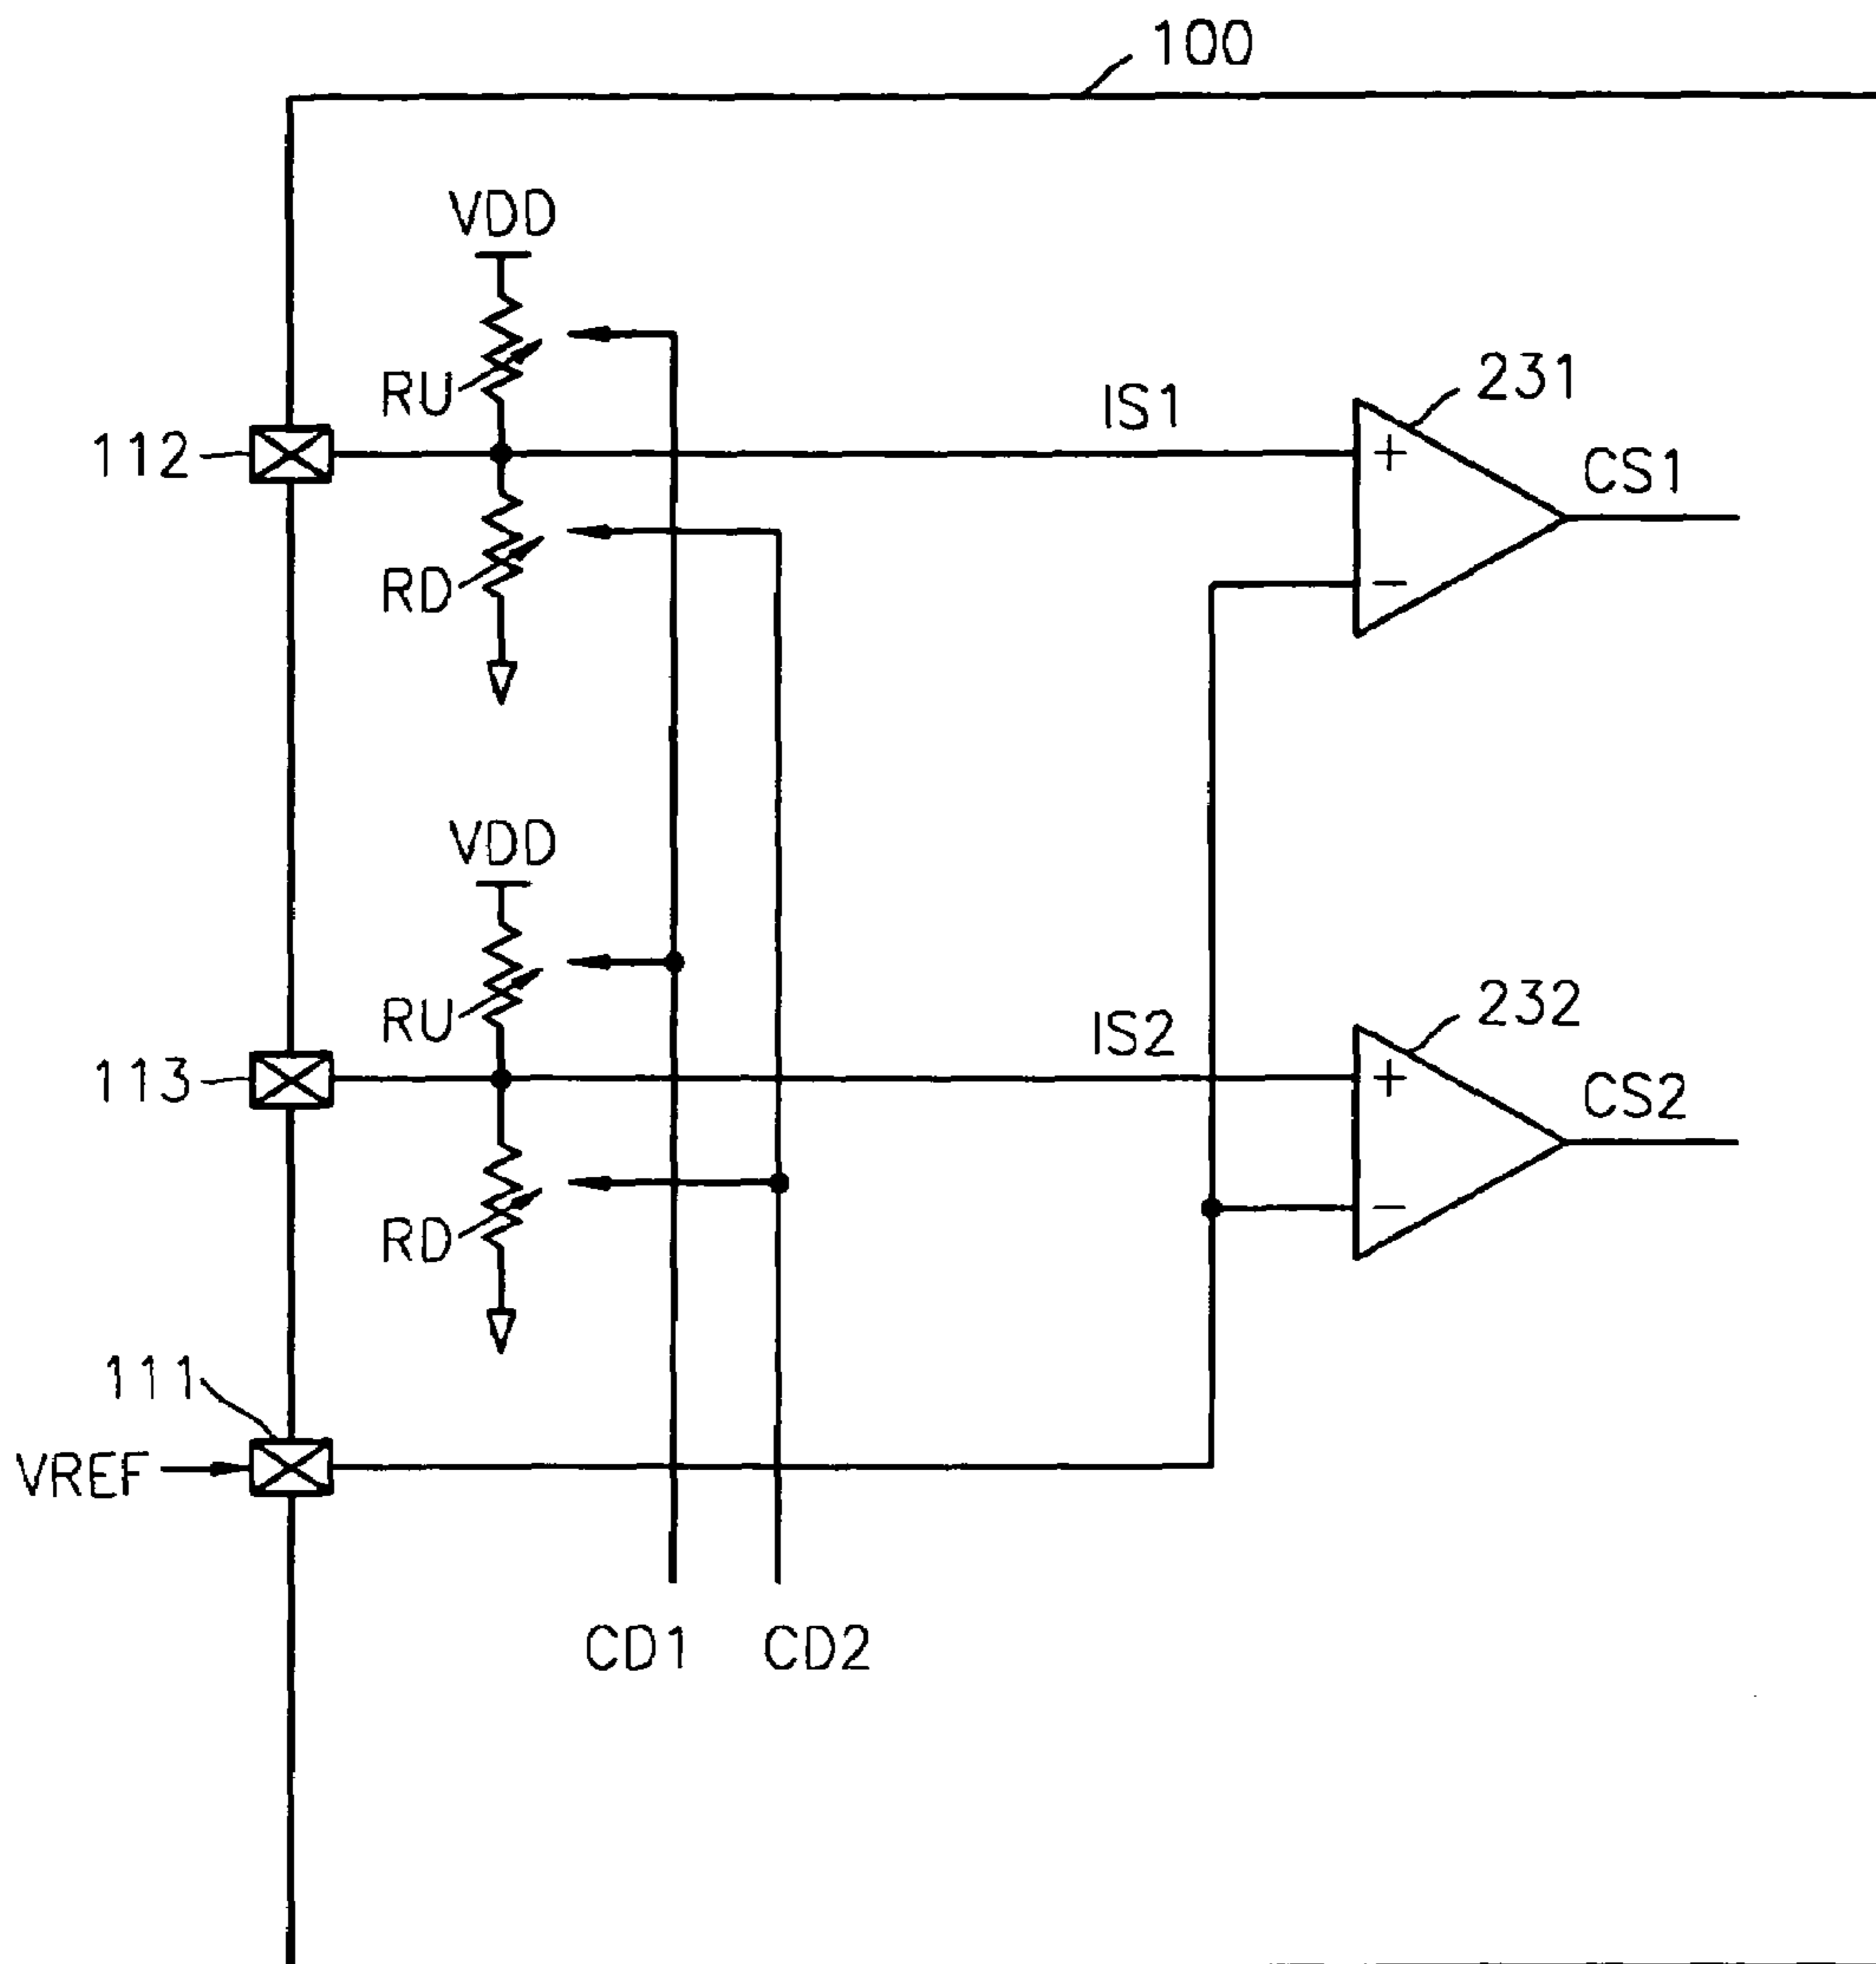 100
VDD
RU
IS1
231
112
+
CS1
RD
−
VDD
RU
IS2
232
113
+
CS2
RD
−
111
VREF
CD1
CD2